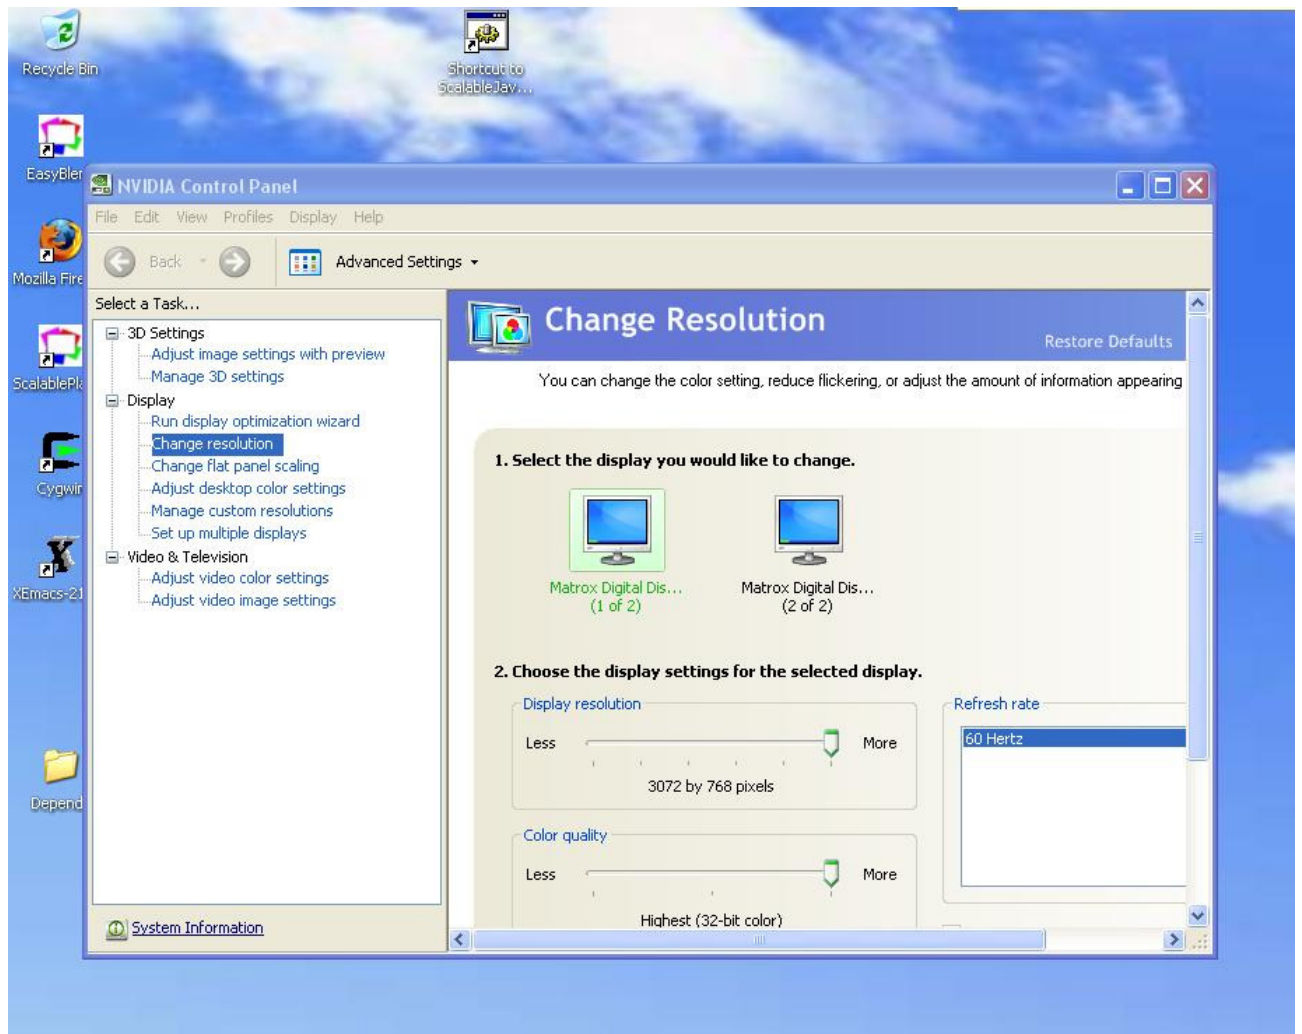 Recycle Bin
Shortcut to
ScalableJav...
EasyBler
Mozilla Fire
ScalablePla
Cygwin
XEmacs-21
Depend
NVIDIA Control Panel
File Edit View Profiles Display Help
Back
Advanced Settings
Select a Task...
3D Settings
Adjust image settings with preview
Manage 3D settings
Display
Run display optimization wizard
Change resolution
Change flat panel scaling
Adjust desktop color settings
Manage custom resolutions
Set up multiple displays
Video & Television
Adjust video color settings
Adjust video image settings
System Information
Change Resolution
Restore Defaults
You can change the color setting, reduce flickering, or adjust the amount of information appearing
1. Select the display you would like to change.
Matrox Digital Dis...
(1 of 2)
Matrox Digital Dis...
(2 of 2)
2. Choose the display settings for the selected display.
Display resolution
Less
More
3072 by 768 pixels
Refresh rate
60 Hertz
Color quality
Less
More
Highest (32-bit color)